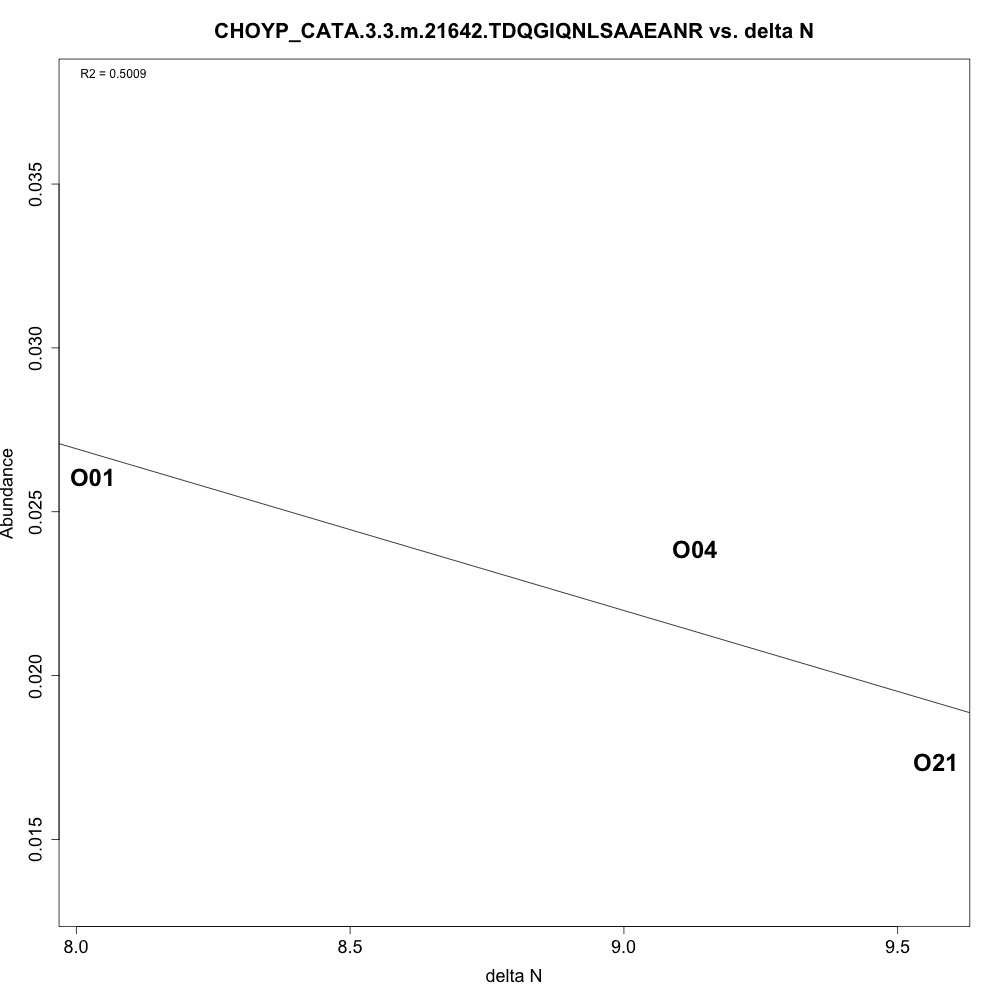 CHOYP_CATA.3.3.m.21642.TDQGIQNLSAAEANR vs. delta N
R2 = 0.5009
0.035
0.030
0.025
0.020
0.015
Abundance
O01
O04
O21
8.0 8.5 9.0 9.5
delta N